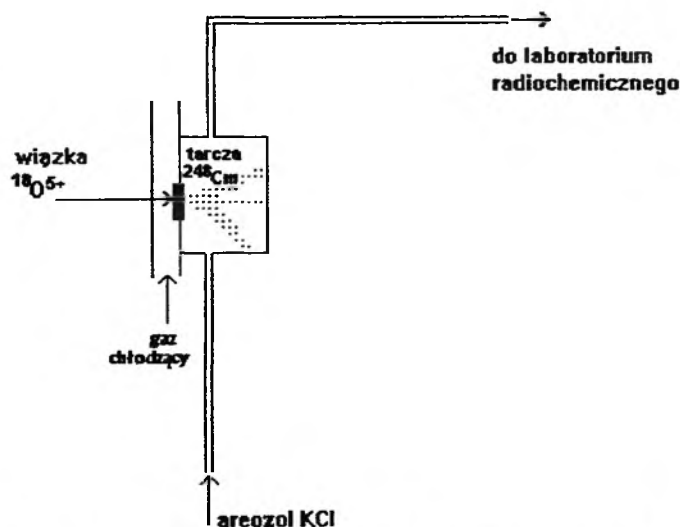 do laboratorium
radiochemicznego
wiązka
¹⁸O⁵⁺
tarcza
²⁴⁸Cm
gaz
chłodzący
areozol KCl